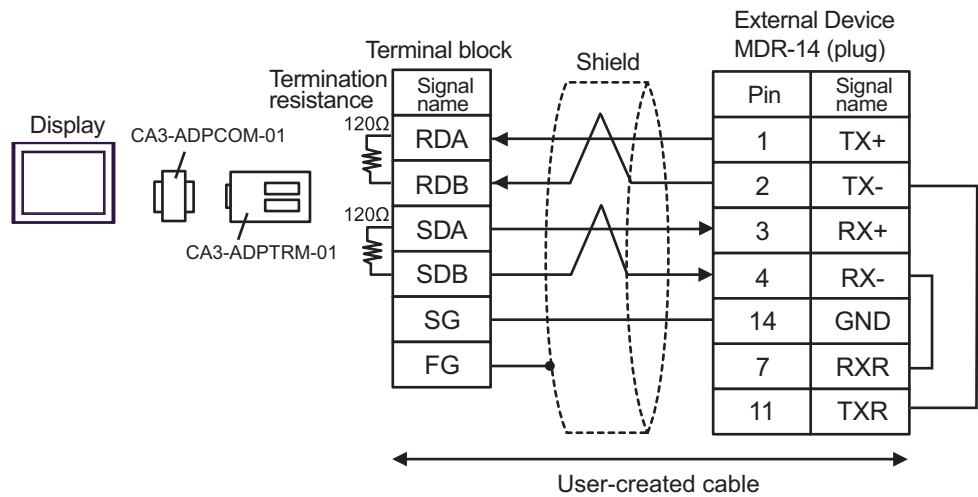 External Device
MDR-14 (plug)
Terminal block
Shield
Termination
resistance
Signal
name
Pin
Signal
name
Display
CA3-ADPCOM-01
CA3-ADPTRM-01
120Ω
RDA
1
TX+
RDB
2
TX-
120Ω
SDA
3
RX+
SDB
4
RX-
SG
14
GND
FG
7
RXR
11
TXR
User-created cable